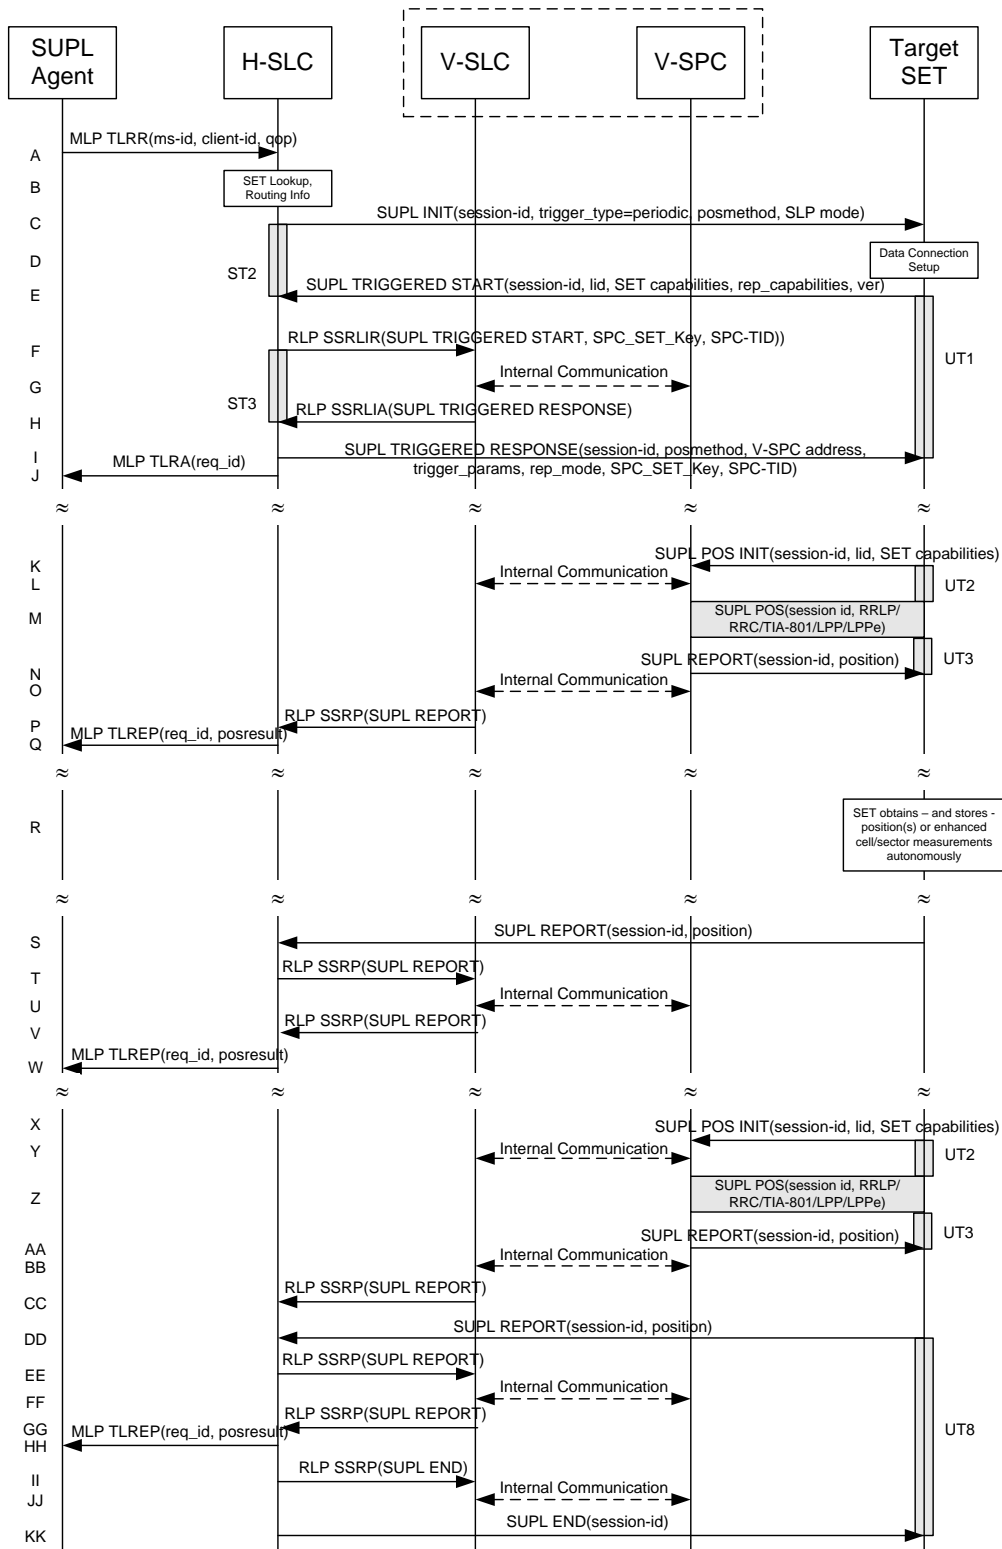 SUPL
Agent
H-SLC
V-SLC
V-SPC
Target
SET
A
MLP TLRR(ms-id, client-id, qop)
B
SET Lookup,
Routing Info
C
SUPL INIT(session-id, trigger_type=periodic, posmethod, SLP mode)
D
Data Connection
Setup
ST2
E
SUPL TRIGGERED START(session-id, lid, SET capabilities, rep_capabilities, ver)
F
RLP SSRLIR(SUPL TRIGGERED START, SPC_SET_Key, SPC-TID))
UT1
G
Internal Communication
ST3
H
RLP SSRLIA(SUPL TRIGGERED RESPONSE)
I
SUPL TRIGGERED RESPONSE(session-id, posmethod, V-SPC address,
trigger_params, rep_mode, SPC_SET_Key, SPC-TID)
J
MLP TLRA(req_id)
≈ ≈ ≈ ≈ ≈
K
SUPL POS INIT(session-id, lid, SET capabilities)
L
Internal Communication
UT2
M
SUPL POS(session id, RRLP/
RRC/TIA-801/LPP/LPPe)
N
SUPL REPORT(session-id, position)
UT3
O
Internal Communication
P
RLP SSRP(SUPL REPORT)
Q
MLP TLREP(req_id, posresult)
≈ ≈ ≈ ≈ ≈
R
SET obtains – and stores -
position(s) or enhanced
cell/sector measurements
autonomously
≈ ≈ ≈ ≈ ≈
S
SUPL REPORT(session-id, position)
T
RLP SSRP(SUPL REPORT)
U
Internal Communication
V
RLP SSRP(SUPL REPORT)
W
MLP TLREP(req_id, posresult)
≈ ≈ ≈ ≈ ≈
X
SUPL POS INIT(session-id, lid, SET capabilities)
Y
Internal Communication
UT2
Z
SUPL POS(session id, RRLP/
RRC/TIA-801/LPP/LPPe)
AA
SUPL REPORT(session-id, position)
UT3
BB
Internal Communication
CC
RLP SSRP(SUPL REPORT)
DD
SUPL REPORT(session-id, position)
EE
RLP SSRP(SUPL REPORT)
FF
Internal Communication
GG
RLP SSRP(SUPL REPORT)
HH
MLP TLREP(req_id, posresult)
UT8
II
RLP SSRP(SUPL END)
JJ
Internal Communication
KK
SUPL END(session-id)